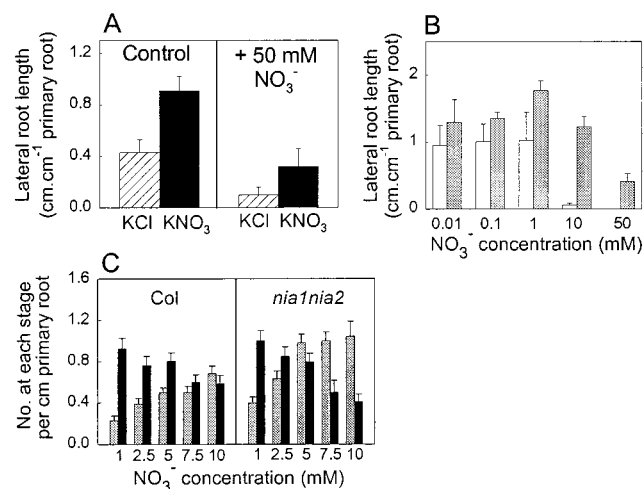 A
Control
+ 50 mM
NO₃⁻
Lateral root length
(cm.cm⁻¹ primary root)
1.2
0.8
0.4
0
KCl KNO₃ KCl KNO₃
B
Lateral root length
(cm.cm⁻¹ primary root)
2
1
0
0.01 0.1 1 10 50
NO₃⁻ concentration (mM)
C
Col
nia1nia2
No. at each stage
per cm primary root
1.6
1.2
0.8
0.4
0.0
1 2.5 5 7.5 10 1 2.5 5 7.5 10
NO₃⁻ concentration (mM)